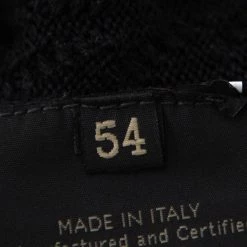 54
MADE IN ITALY
factured and Certifie